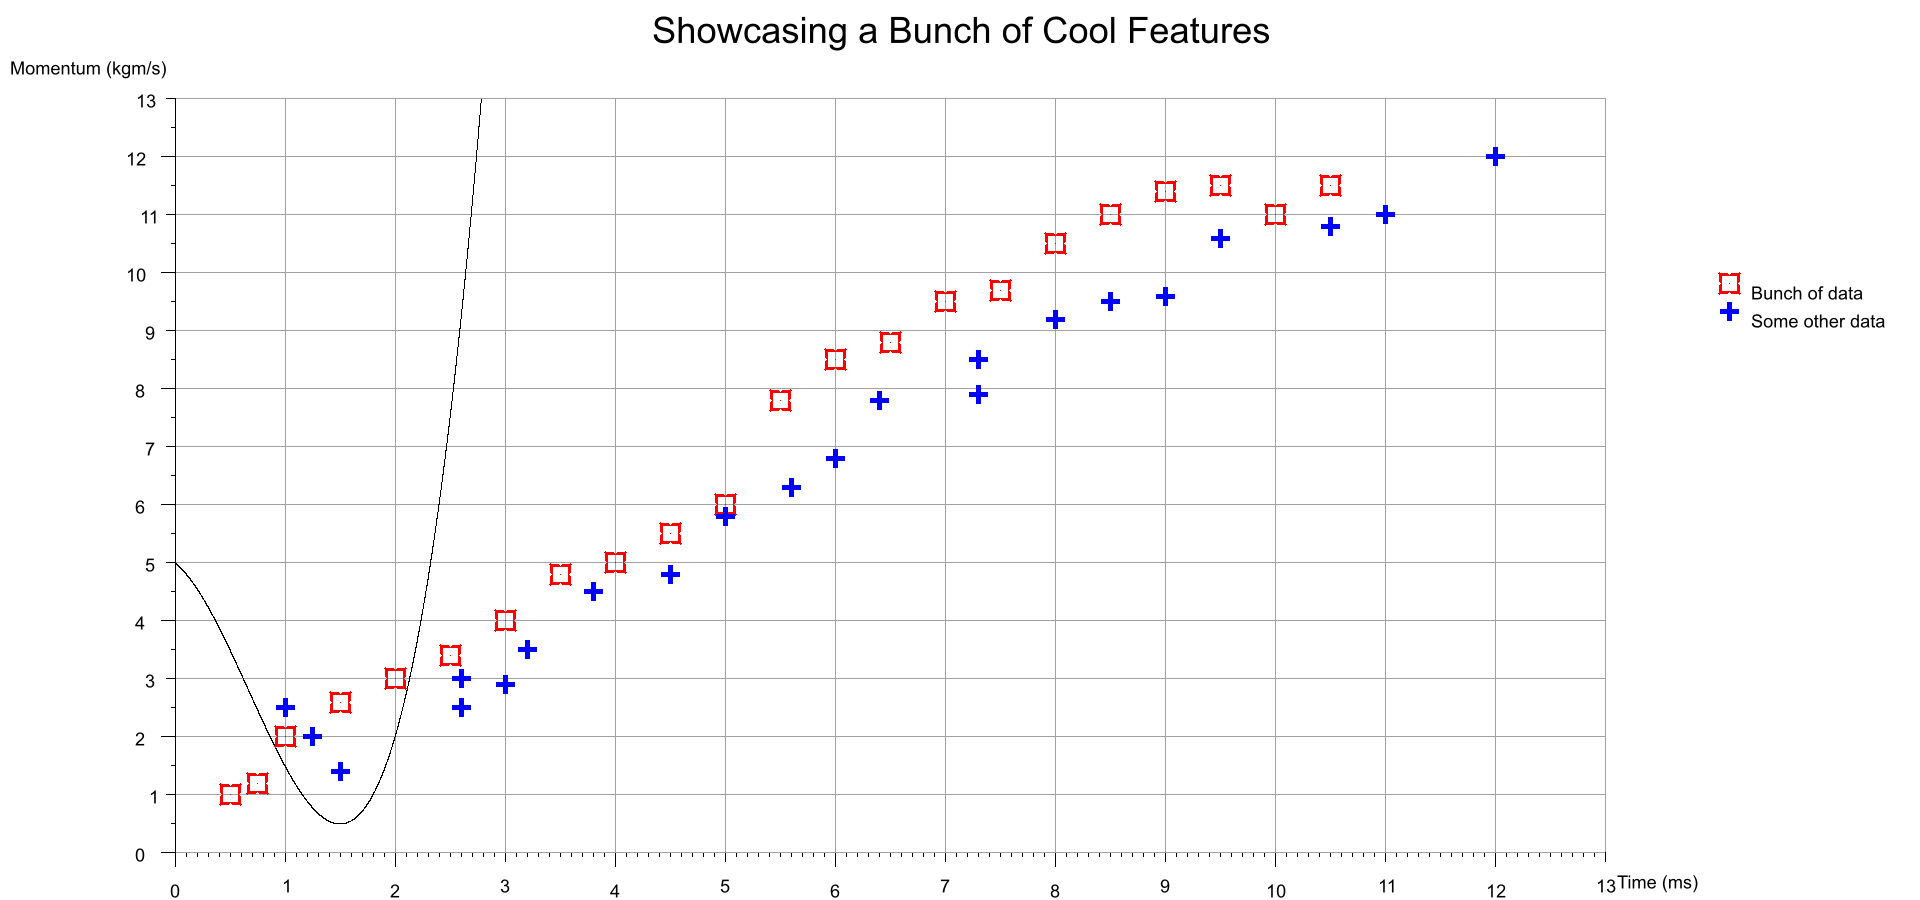 Showcasing a Bunch of Cool Features
Momentum (kgm/s)
13
12
11
10
9
8
7
6
5
4
3
2
1
0
0 1 2 3 4 5 6 7 8 9 10 11 12 13 Time (ms)
Bunch of data
Some other data